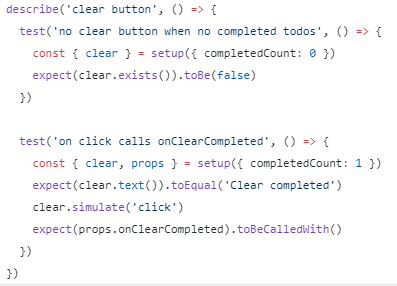 describe('clear button', () => {
  test('no clear button when no completed todos', () => {
    const { clear } = setup({ completedCount: 0 })
    expect(clear.exists()).toBe(false)
  })

  test('on click calls onClearCompleted', () => {
    const { clear, props } = setup({ completedCount: 1 })
    expect(clear.text()).toEqual('Clear completed')
    clear.simulate('click')
    expect(props.onClearCompleted).toBeCalledWith()
  })
})